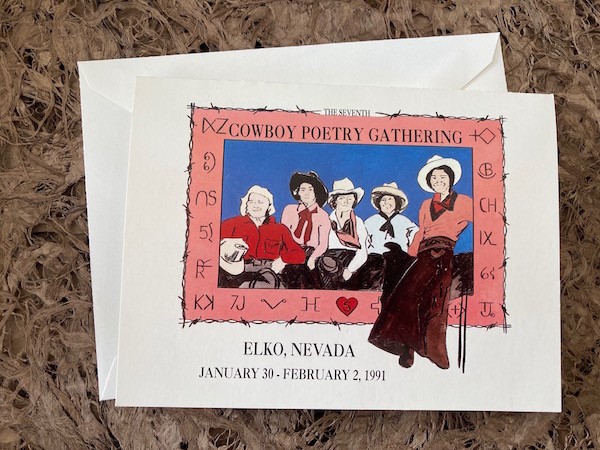 THE SEVENTH
COWBOY POETRY GATHERING
ELKO, NEVADA
JANUARY 30 - FEBRUARY 2, 1991